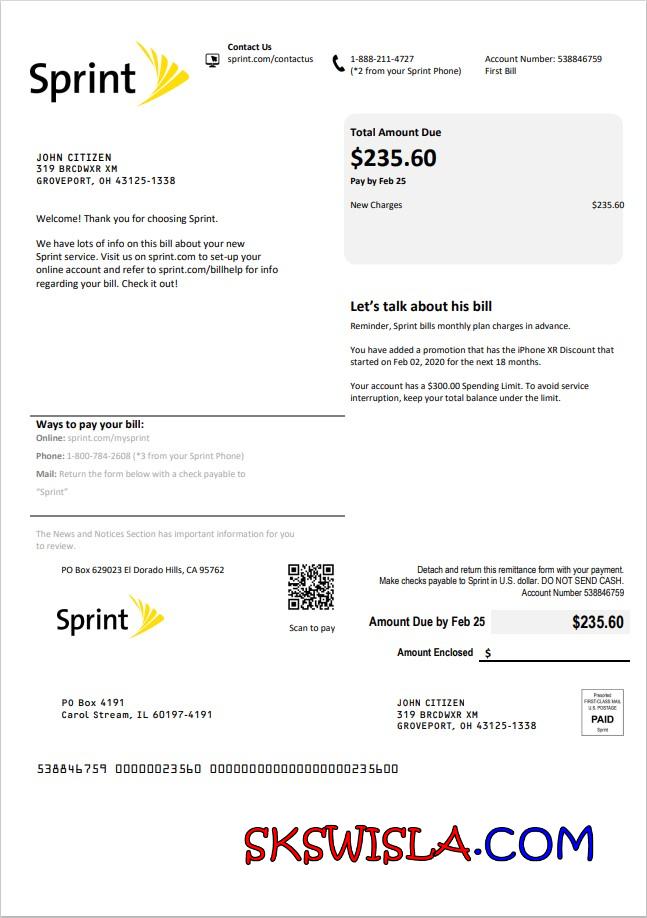 Sprint
Contact Us
sprint.com/contactus
1-888-211-4727
(*2 from your Sprint Phone)
Account Number: 538846759
First Bill
JOHN CITIZEN
319 BRCDWXR XM
GROVEPORT, OH 43125-1338
Total Amount Due
$235.60
Pay by Feb 25
New Charges $235.60
Welcome! Thank you for choosing Sprint.
We have lots of info on this bill about your new
Sprint service. Visit us on sprint.com to set-up your
online account and refer to sprint.com/billhelp for info
regarding your bill. Check it out!
Let's talk about his bill
Reminder, Sprint bills monthly plan charges in advance.
You have added a promotion that has the iPhone XR Discount that
started on Feb 02, 2020 for the next 18 months.
Your account has a $300.00 Spending Limit. To avoid service
interruption, keep your total balance under the limit.
Ways to pay your bill:
Online: sprint.com/mysprint
Phone: 1-800-784-2608 (*3 from your Sprint Phone)
Mail: Return the form below with a check payable to
"Sprint"
The News and Notices Section has important information for you
to review.
PO Box 629023 El Dorado Hills, CA 95762
Sprint
Scan to pay
Detach and return this remittance form with your payment.
Make checks payable to Sprint in U.S. dollar. DO NOT SEND CASH.
Account Number 538846759
Amount Due by Feb 25 $235.60
Amount Enclosed $
PO Box 4191
Carol Stream, IL 60197-4191
JOHN CITIZEN
319 BRCDWXR XM
GROVEPORT, OH 43125-1338
Presorted
FIRST-CLASS MAIL
U.S. POSTAGE
PAID
Sprint
538846759 00000023560 00000000000000000000235600
SKSWISLA.COM